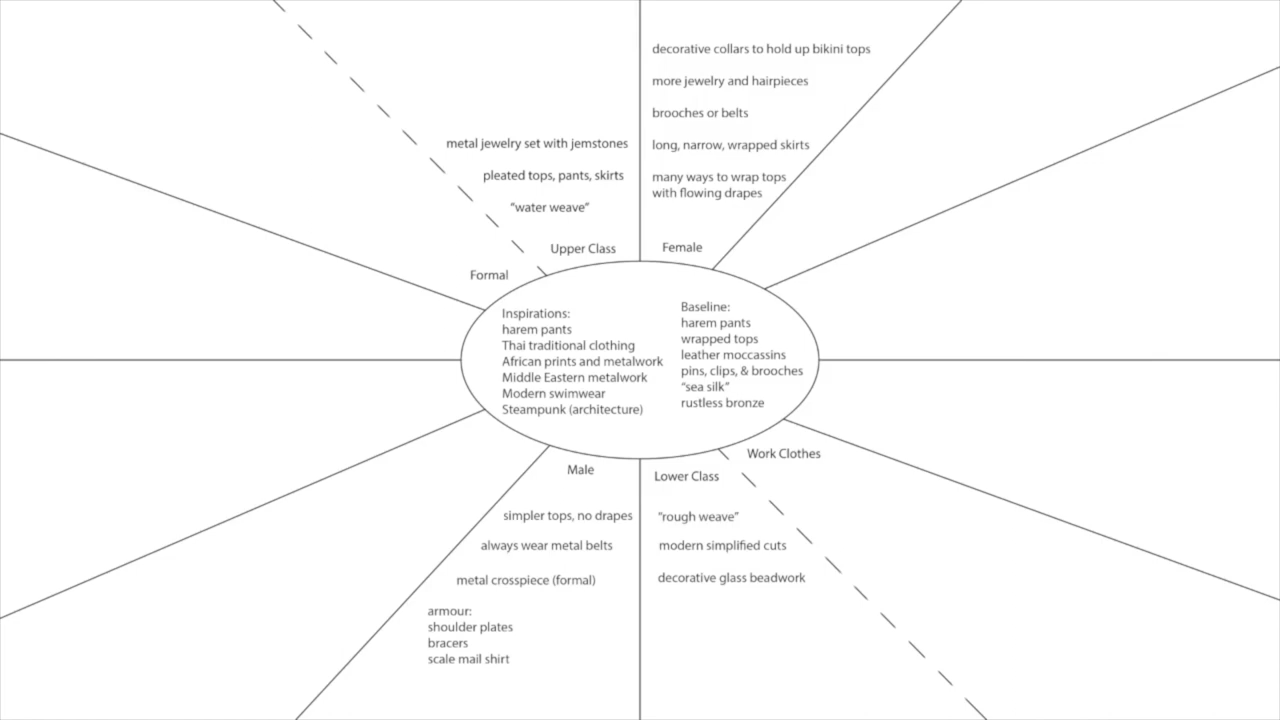 decorative collars to hold up bikini tops
more jewelry and hairpieces
brooches or belts
long, narrow, wrapped skirts
many ways to wrap tops
with flowing drapes
Female
metal jewelry set with jemstones
pleated tops, pants, skirts
“water weave”
Upper Class
Formal
Inspirations:
harem pants
Thai traditional clothing
African prints and metalwork
Middle Eastern metalwork
Modern swimwear
Steampunk (architecture)
Baseline:
harem pants
wrapped tops
leather moccassins
pins, clips, & brooches
“sea silk”
rustless bronze
Work Clothes
Lower Class
“rough weave”
modern simplified cuts
decorative glass beadwork
Male
simpler tops, no drapes
always wear metal belts
metal crosspiece (formal)
armour:
shoulder plates
bracers
scale mail shirt